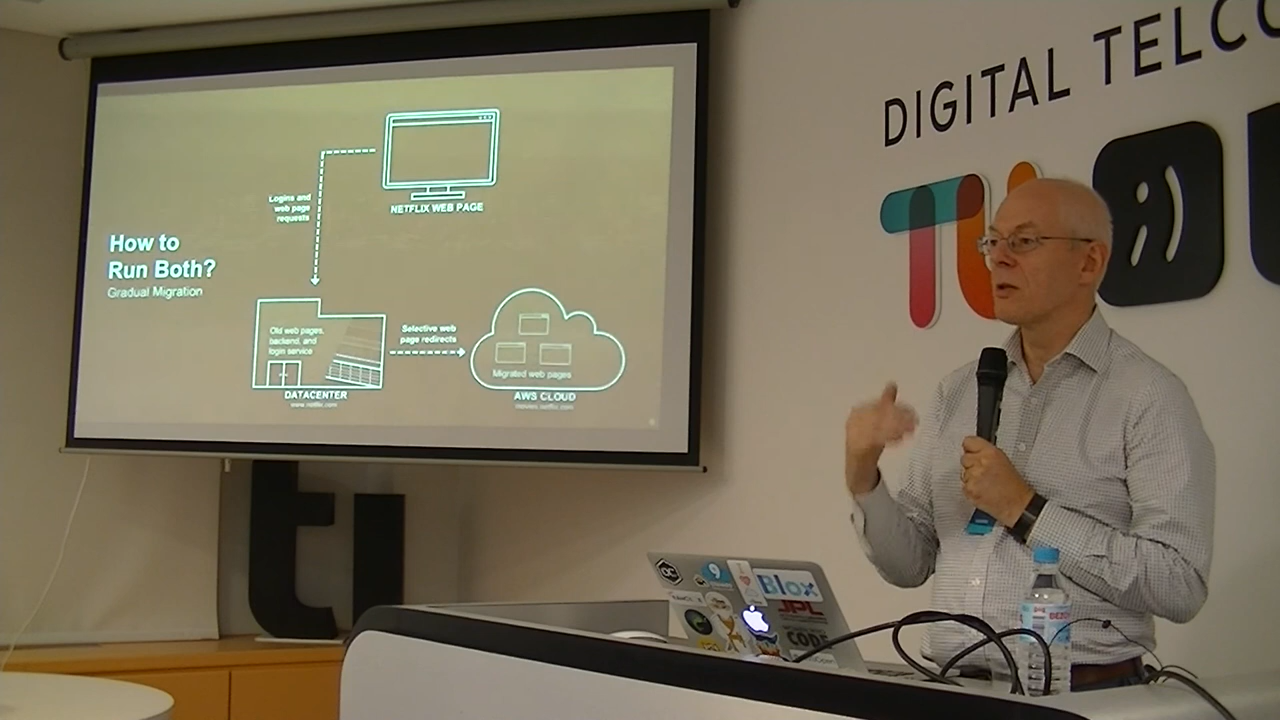 How to
Run Both?
Gradual Migration
NETFLIX WEB PAGE
Logins and
web page
requests
Old web pages,
backend, and
login service
DATACENTER
www.netflix.com
Selective web
page redirects
Migrated web pages
AWS CLOUD
movies.netflix.com
DIGITAL TELCO
ti
Blox
JPL
CODE